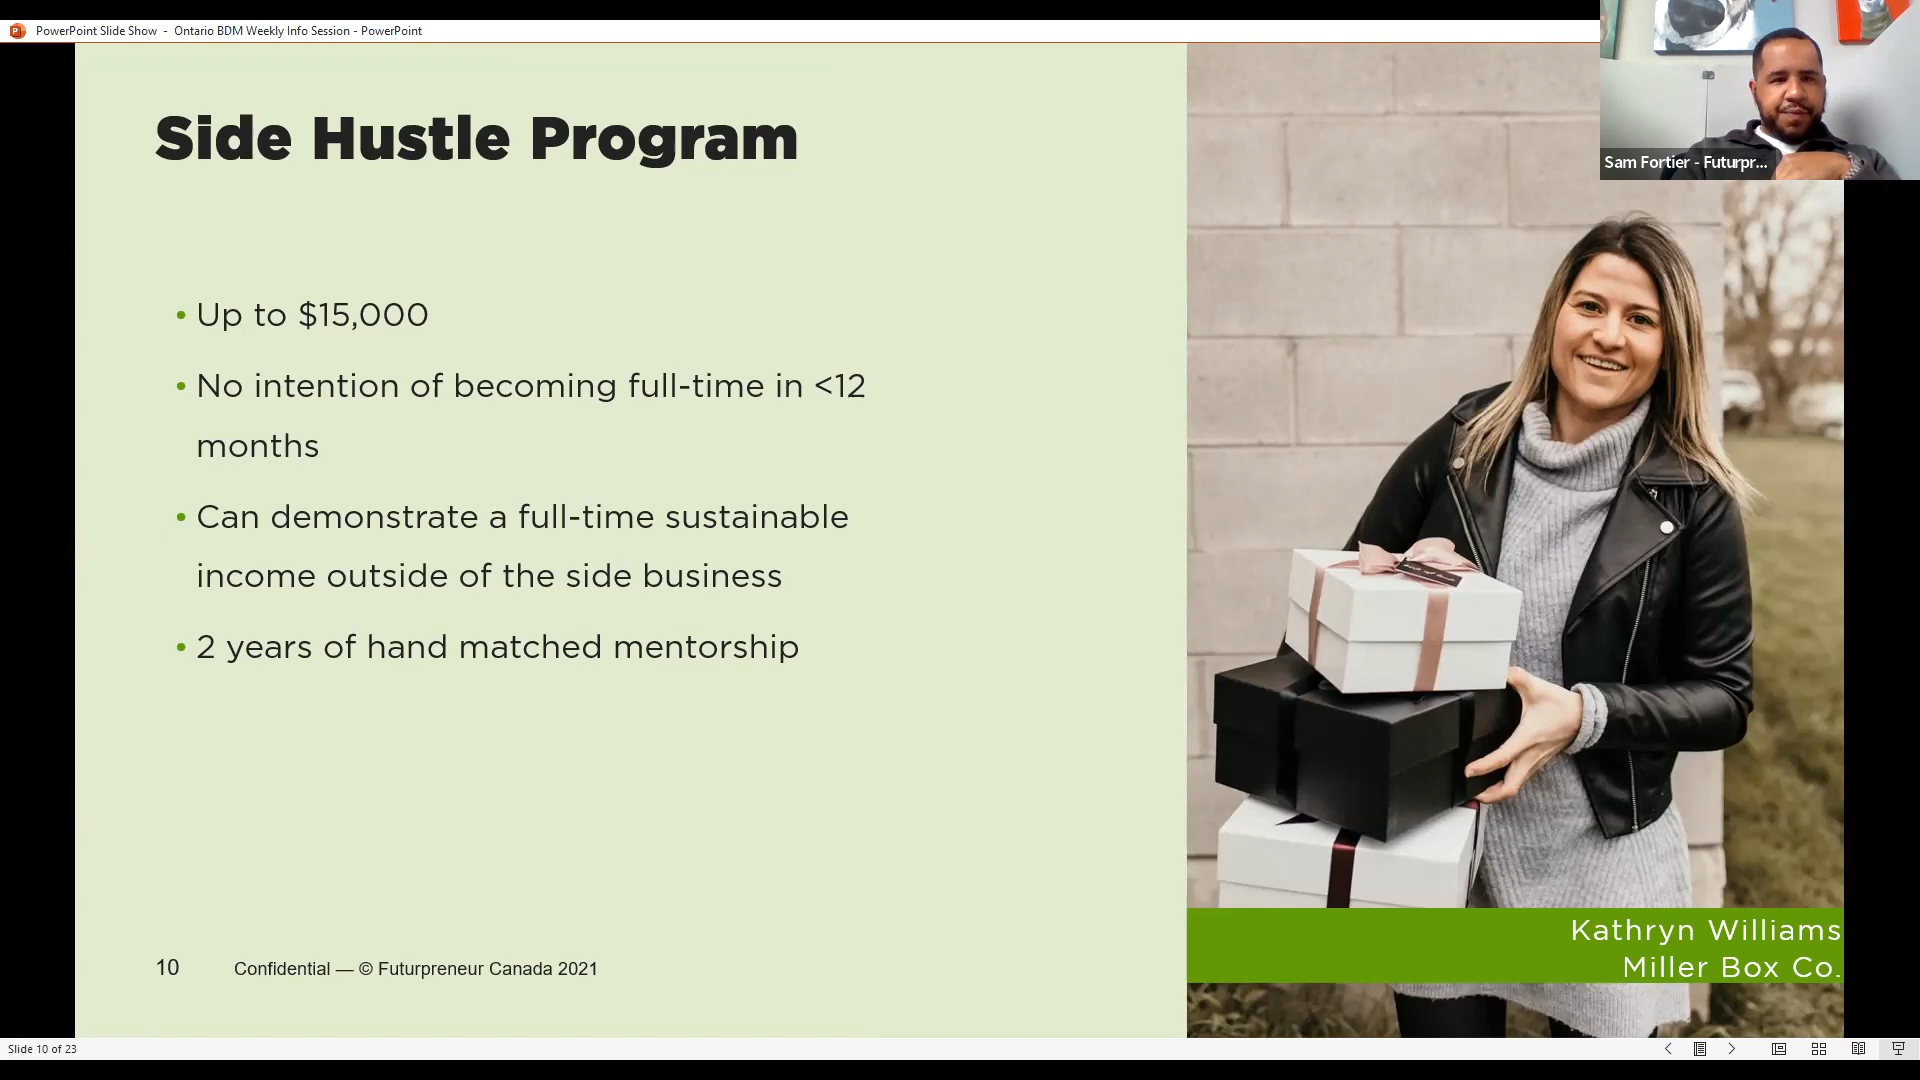 PowerPoint Slide Show - Ontario BDM Weekly Info Session - PowerPoint
Sam Fortier - Futurpr...
Side Hustle Program
• Up to $15,000
• No intention of becoming full-time in <12
months
• Can demonstrate a full-time sustainable
income outside of the side business
• 2 years of hand matched mentorship
Kathryn Williams
Miller Box Co.
10 Confidential — © Futurpreneur Canada 2021
Slide 10 of 23